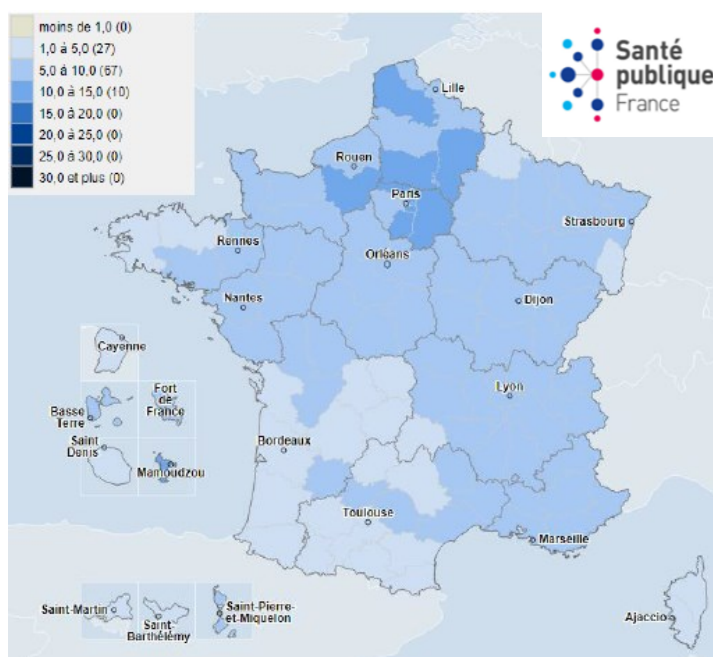 moins de 1,0 (0)
1,0 à 5,0 (27)
5,0 à 10,0 (67)
10,0 à 15,0 (10)
15,0 à 20,0 (0)
20,0 à 25,0 (0)
25,0 à 30,0 (0)
30,0 et plus (0)
Santé
publique
France
Lille
Rouen
Paris
Strasbourg
Rennes
Orléans
Nantes
Dijon
Cayenne
Lyon
Basse
Terre
Fort
de
France
Saint
Denis
Mamoudzou
Bordeaux
Toulouse
Marseille
Ajaccio
Saint-Martin
Saint
Barthélémy
Saint-Pierre
et-Miquelon